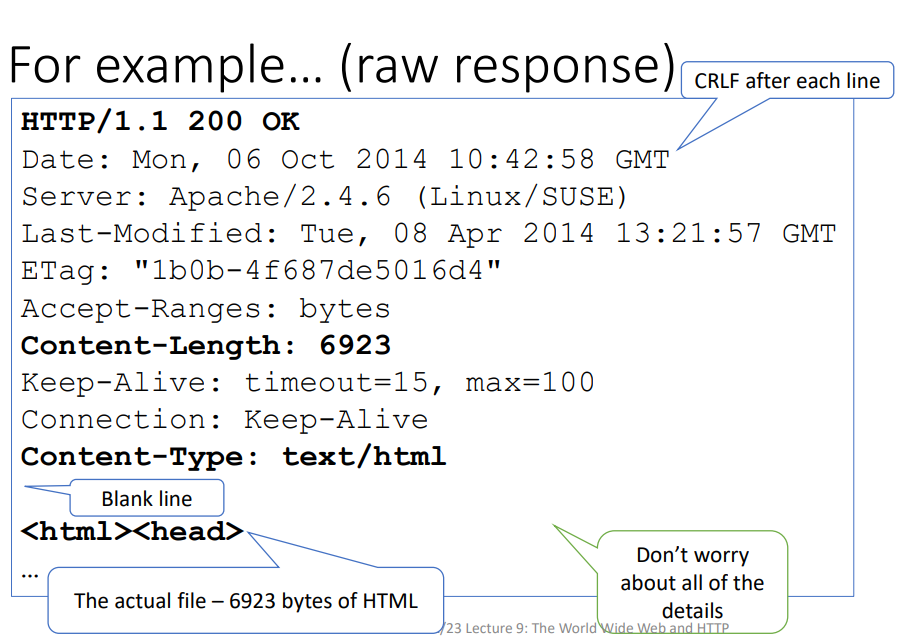 For example… (raw response)
CRLF after each line
HTTP/1.1 200 OK
Date: Mon, 06 Oct 2014 10:42:58 GMT
Server: Apache/2.4.6 (Linux/SUSE)
Last-Modified: Tue, 08 Apr 2014 13:21:57 GMT
ETag: "1b0b-4f687de5016d4"
Accept-Ranges: bytes
Content-Length: 6923
Keep-Alive: timeout=15, max=100
Connection: Keep-Alive
Content-Type: text/html
Blank line
<html><head>
…
The actual file – 6923 bytes of HTML
Don't worry
about all of the
details
/23 Lecture 9: The World Wide Web and HTTP